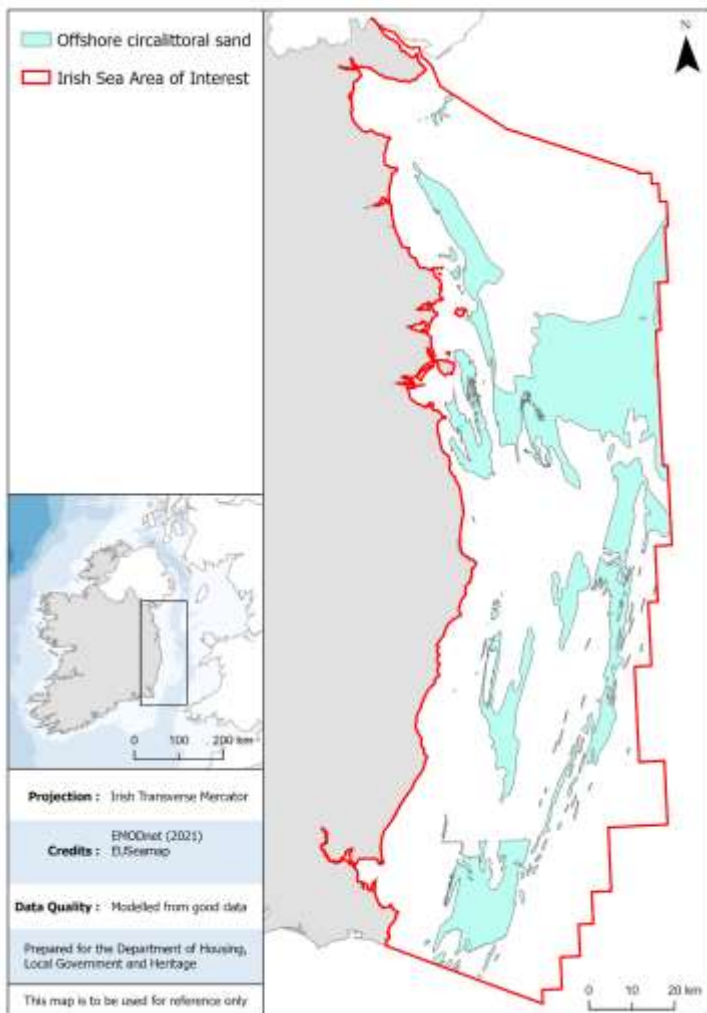 Offshore circalittoral sand
Irish Sea Area of Interest
N
0 100 200 km
Projection : Irish Transverse Mercator
Credits : EMODnet (2021)
EUSeamap
Data Quality : Modelled from good data
Prepared for the Department of Housing,
Local Government and Heritage
This map is to be used for reference only
0 10 20 km